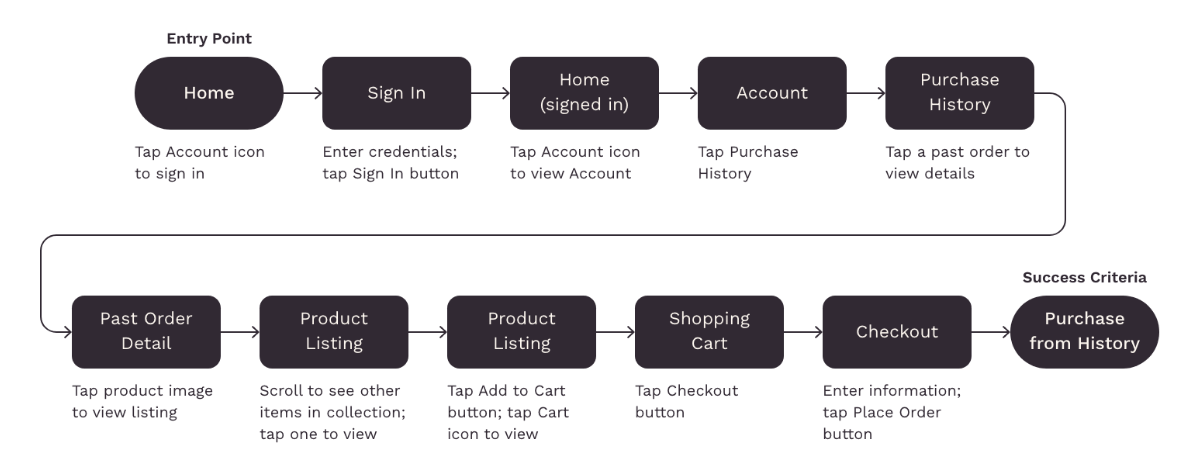 Entry Point
Home
Sign In
Home
(signed in)
Account
Purchase
History
Tap Account icon
to sign in
Enter credentials;
tap Sign In button
Tap Account icon
to view Account
Tap Purchase
History
Tap a past order to
view details
Success Criteria
Past Order
Detail
Product
Listing
Product
Listing
Shopping
Cart
Checkout
Purchase
from History
Tap product image
to view listing
Scroll to see other
items in collection;
tap one to view
Tap Add to Cart
button; tap Cart
icon to view
Tap Checkout
button
Enter information;
tap Place Order
button